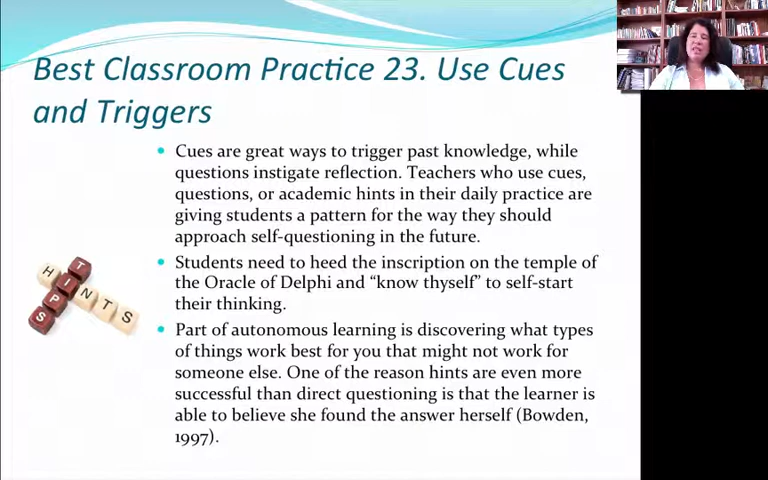 Best Classroom Practice 23. Use Cues
and Triggers
Cues are great ways to trigger past knowledge, while
questions instigate reflection. Teachers who use cues,
questions, or academic hints in their daily practice are
giving students a pattern for the way they should
approach self-questioning in the future.
Students need to heed the inscription on the temple of
the Oracle of Delphi and “know thyself” to self-start
their thinking.
Part of autonomous learning is discovering what types
of things work best for you that might not work for
someone else. One of the reason hints are even more
successful than direct questioning is that the learner is
able to believe she found the answer herself (Bowden,
1997).
HINTS
TIPS